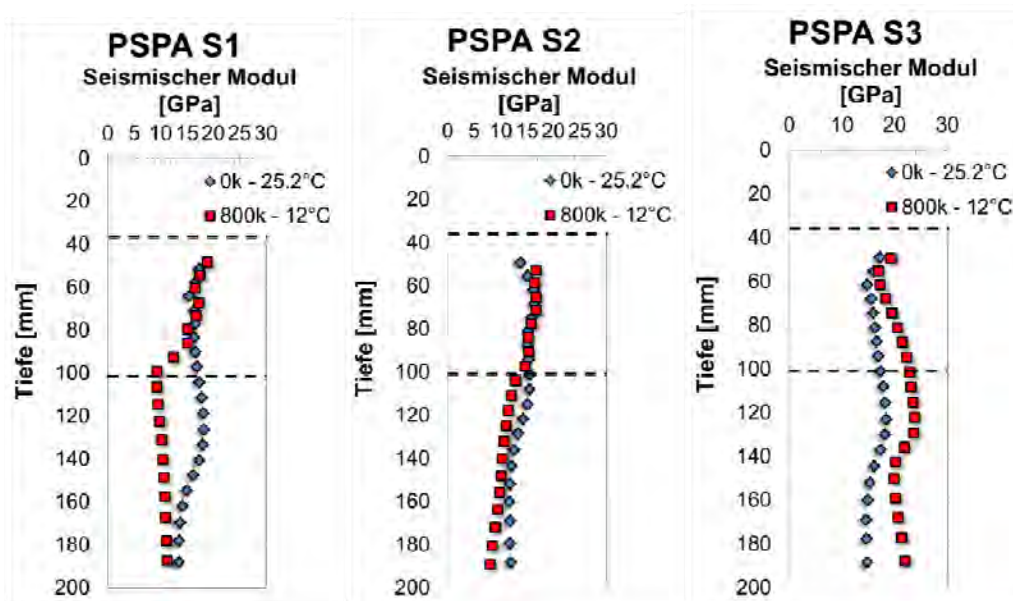 PSPA S1
Seismischer Modul
[GPa]
0 5 10 15 20 25 30
0
20
40
60
80
100
120
140
160
180
200
Tiefe [mm]
0k - 25.2°C
800k - 12°C
PSPA S2
Seismischer Modul
[GPa]
0 5 10 15 20 25 30
0
20
40
60
80
100
120
140
160
180
200
Tiefe [mm]
0k - 25.2°C
800k - 12°C
PSPA S3
Seismischer Modul
[GPa]
0 10 20 30
0
20
40
60
80
100
120
140
160
180
200
Tiefe [mm]
0k - 25.2°C
800k - 12°C